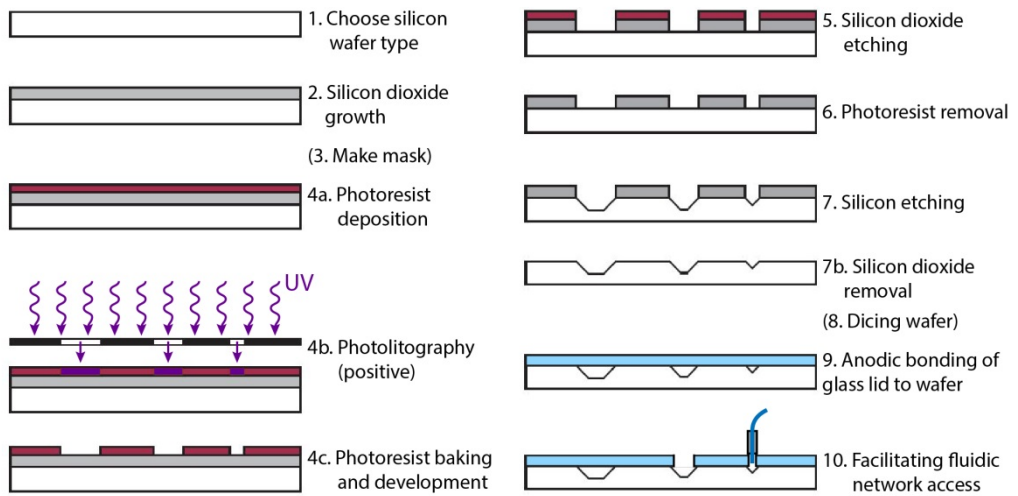 1. Choose silicon
wafer type
2. Silicon dioxide
growth
(3. Make mask)
4a. Photoresist
deposition
UV
4b. Photolitography
(positive)
4c. Photoresist baking
and development
5. Silicon dioxide
etching
6. Photoresist removal
7. Silicon etching
7b. Silicon dioxide
removal
(8. Dicing wafer)
9. Anodic bonding of
glass lid to wafer
10. Facilitating fluidic
network access